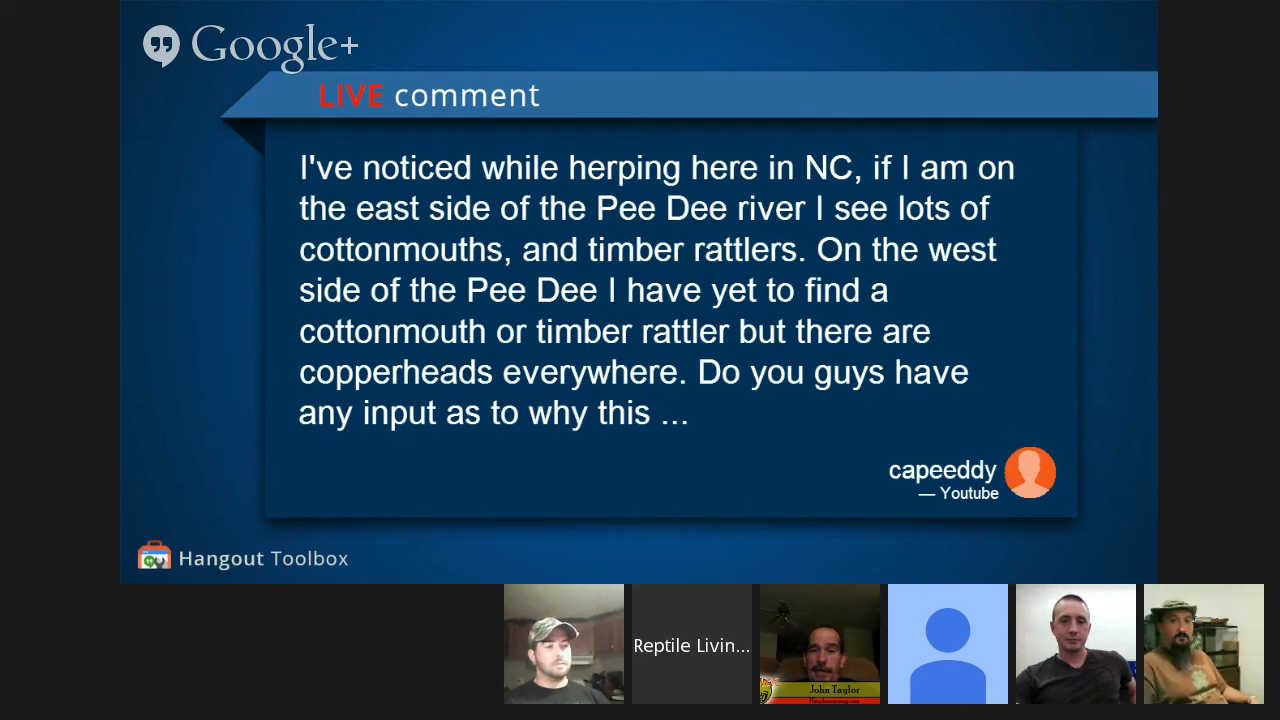 Google+
LIVE comment
I've noticed while herping here in NC, if I am on
the east side of the Pee Dee river I see lots of
cottonmouths, and timber rattlers. On the west
side of the Pee Dee I have yet to find a
cottonmouth or timber rattler but there are
copperheads everywhere. Do you guys have
any input as to why this ...
capeeddy
— Youtube
Hangout Toolbox
Reptile Livin...
John Taylor